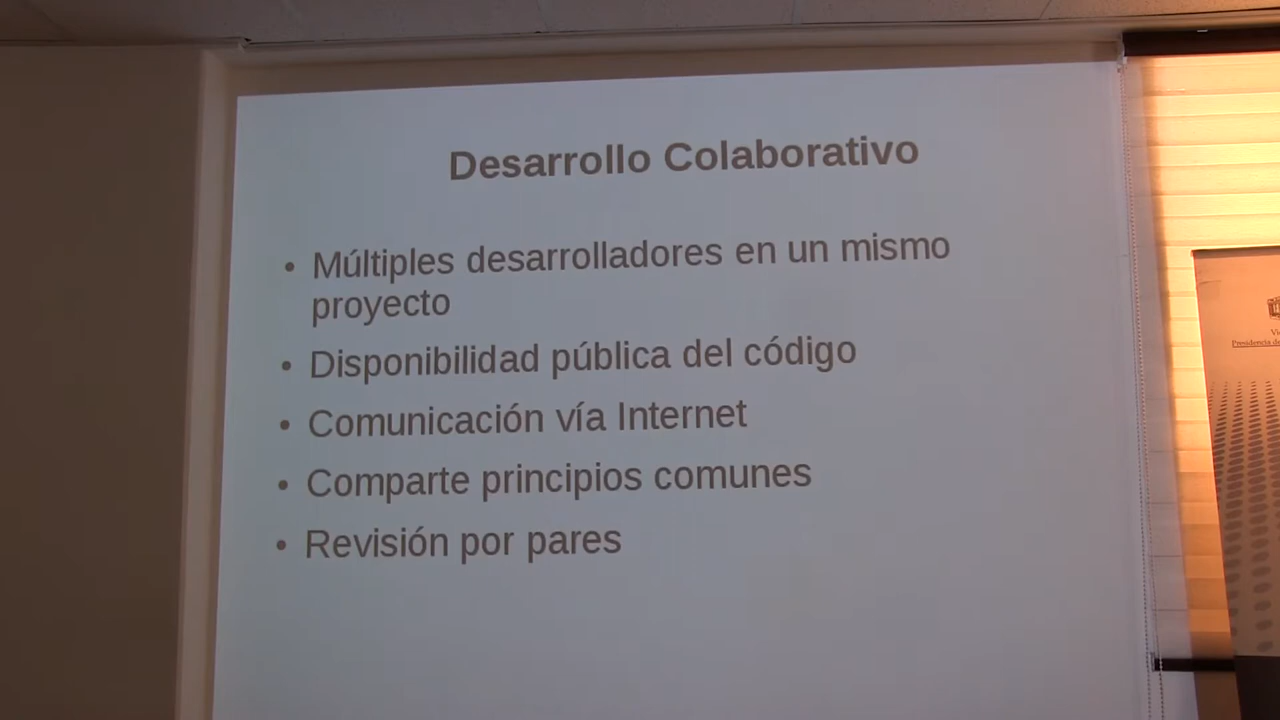 Desarrollo Colaborativo
• Múltiples desarrolladores en un mismo
proyecto
• Disponibilidad pública del código
• Comunicación vía Internet
• Comparte principios comunes
• Revisión por pares
Presidencia